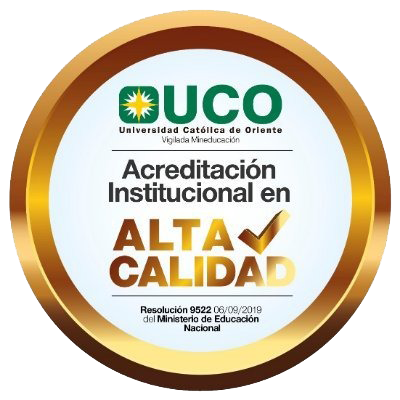 UCO
Universidad Católica de Oriente
Vigilada Mineducación
Acreditación
Institucional en
ALTA
CALIDAD
Resolución 9522 06/09/2019
del Ministerio de Educación
Nacional